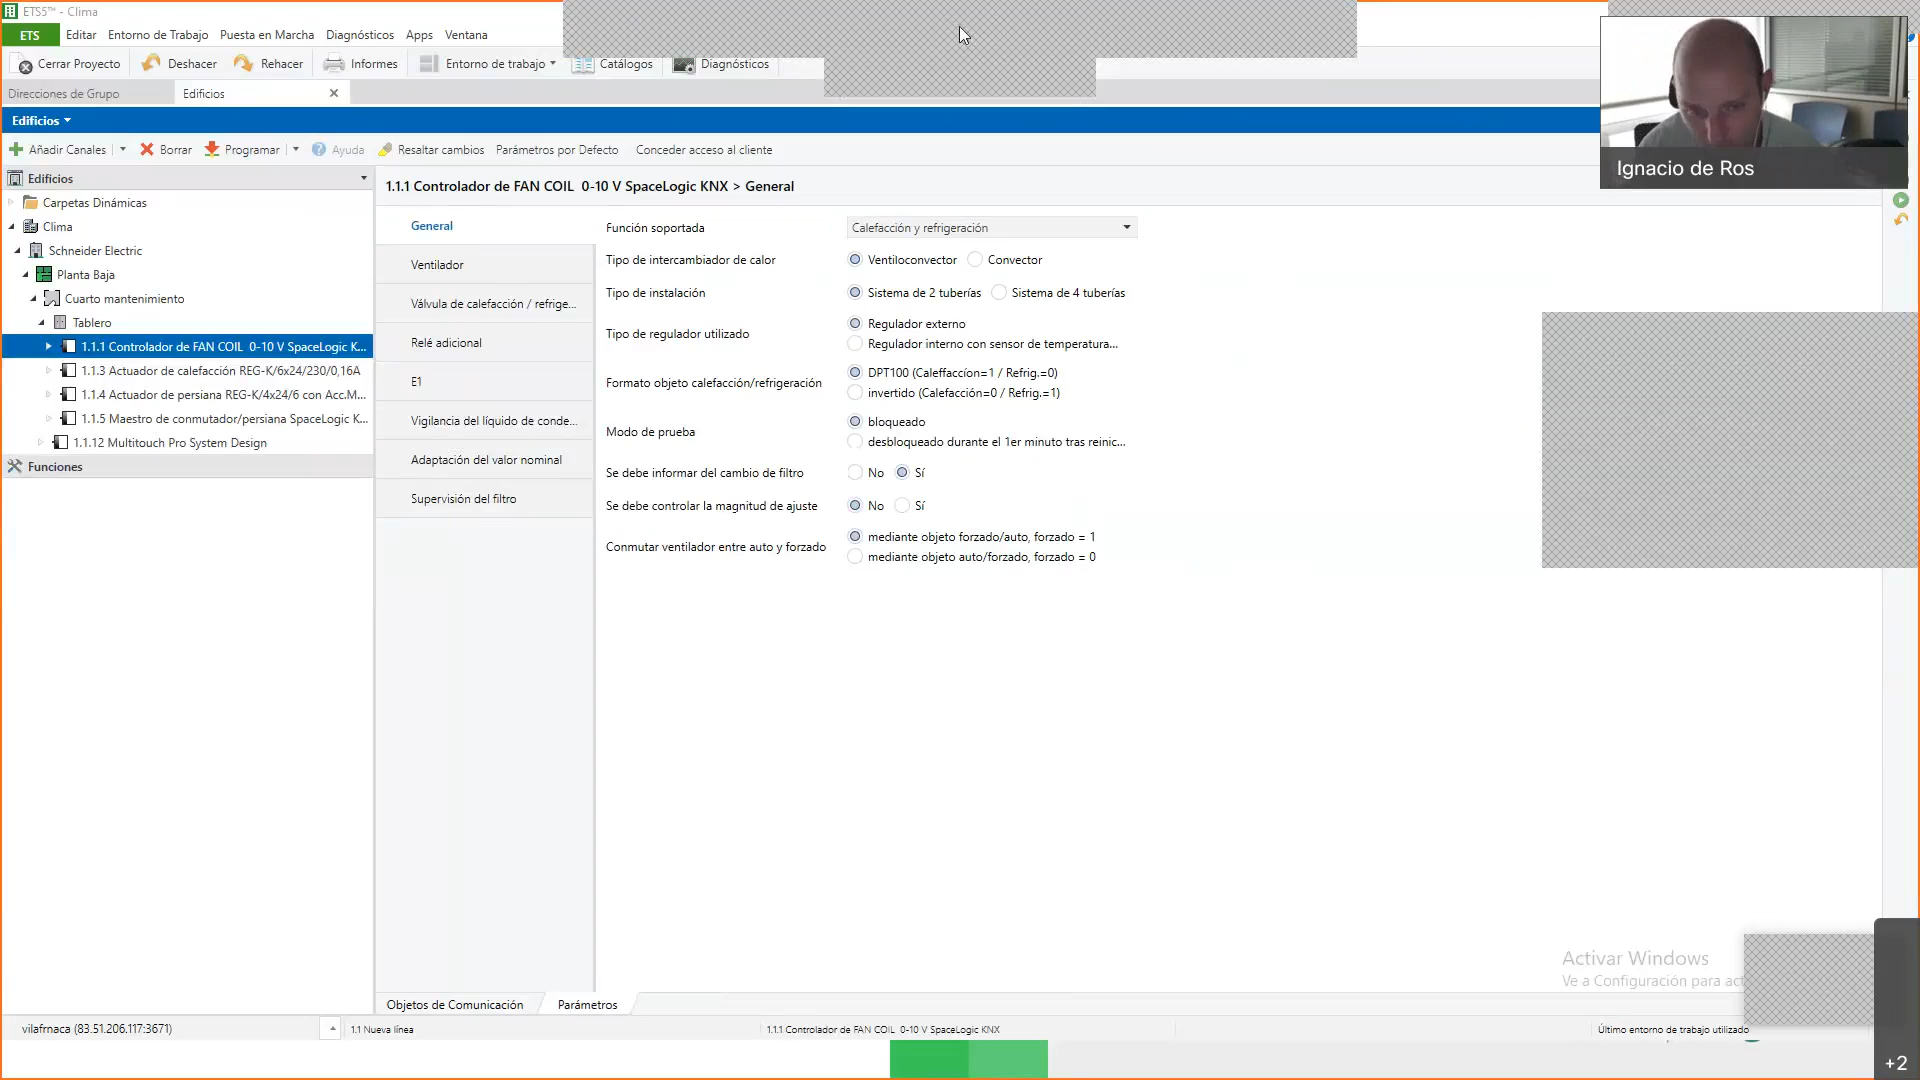 ETS5™ - Clima
ETS Editar Entorno de Trabajo Puesta en Marcha Diagnósticos Apps Ventana
Cerrar Proyecto Deshacer Rehacer Informes Entorno de trabajo Catálogos Diagnósticos
Direcciones de Grupo Edificios
Edificios
Añadir Canales Borrar Programar Ayuda Resaltar cambios Parámetros por Defecto Conceder acceso al cliente
Ignacio de Ros
Edificios
Carpetas Dinámicas
Clima
Schneider Electric
Planta Baja
Cuarto mantenimiento
Tablero
1.1.1 Controlador de FAN COIL 0-10 V SpaceLogic K...
1.1.3 Actuador de calefacción REG-K/6x24/230/0,16A
1.1.4 Actuador de persiana REG-K/4x24/6 con Acc.M...
1.1.5 Maestro de conmutador/persiana SpaceLogic K...
1.1.12 Multitouch Pro System Design
Funciones
1.1.1 Controlador de FAN COIL 0-10 V SpaceLogic KNX > General
General
Ventilador
Válvula de calefacción / refrige...
Relé adicional
E1
Vigilancia del líquido de conde...
Adaptación del valor nominal
Supervisión del filtro
Función soportada Calefacción y refrigeración
Tipo de intercambiador de calor Ventiloconvector Convector
Tipo de instalación Sistema de 2 tuberías Sistema de 4 tuberías
Tipo de regulador utilizado Regulador externo
Regulador interno con sensor de temperatura...
Formato objeto calefacción/refrigeración DPT100 (Caleffaccíon=1 / Refrig.=0)
invertido (Calefacción=0 / Refrig.=1)
Modo de prueba bloqueado
desbloqueado durante el 1er minuto tras reinic...
Se debe informar del cambio de filtro No Sí
Se debe controlar la magnitud de ajuste No Sí
Conmutar ventilador entre auto y forzado mediante objeto forzado/auto, forzado = 1
mediante objeto auto/forzado, forzado = 0
Activar Windows
Ve a Configuración para act
Objetos de Comunicación Parámetros
vilafrnaca (83.51.206.117:3671) 1.1 Nueva línea 1.1.1 Controlador de FAN COIL 0-10 V SpaceLogic KNX Último entorno de trabajo utilizado
+2